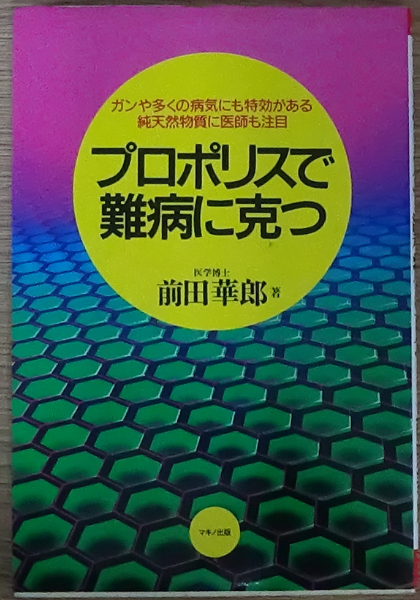 ガンや多くの病気にも特効がある
純天然物質に医師も注目
プロポリスで
難病に克つ
医学博士
前田華郎著
マキノ出版